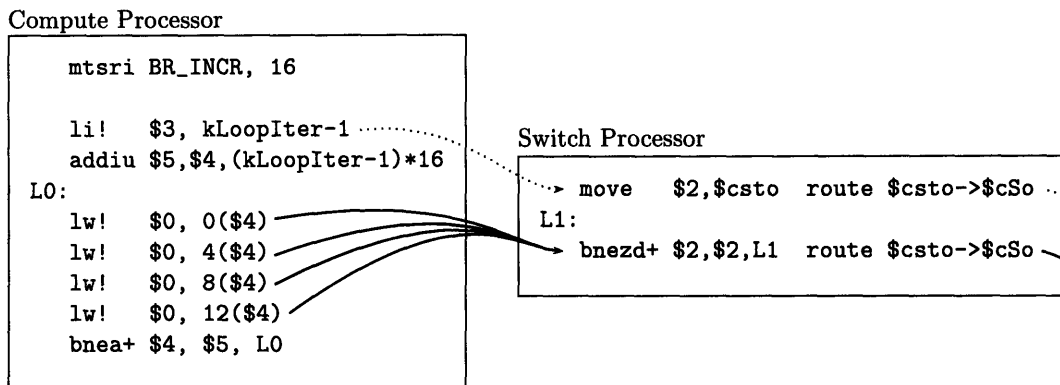 Compute Processor
mtsri BR_INCR, 16
li! $3, kLoopIter-1
addiu $5,$4,(kLoopIter-1)*16
L0:
lw! $0, 0($4)
lw! $0, 4($4)
lw! $0, 8($4)
lw! $0, 12($4)
bnea+ $4, $5, L0
Switch Processor
move $2,$csto route $csto->$cSo
L1:
bnezd+ $2,$2,L1 route $csto->$cSo